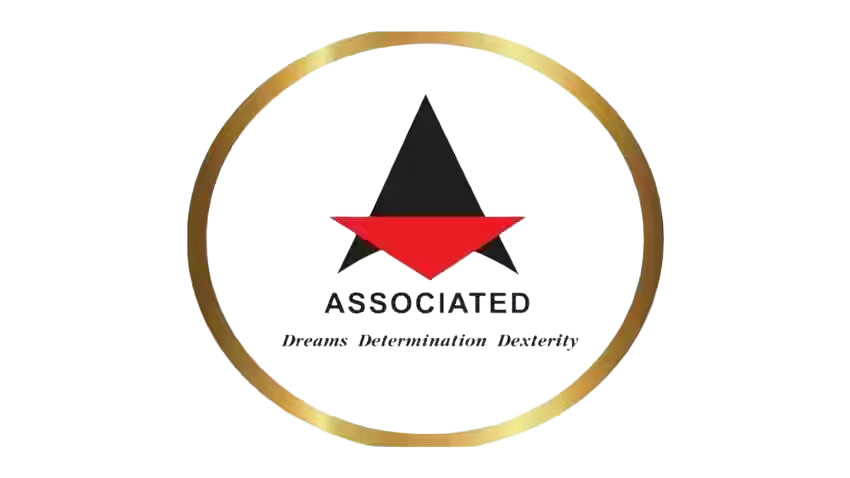 ASSOCIATED
Dreams Determination Dexterity